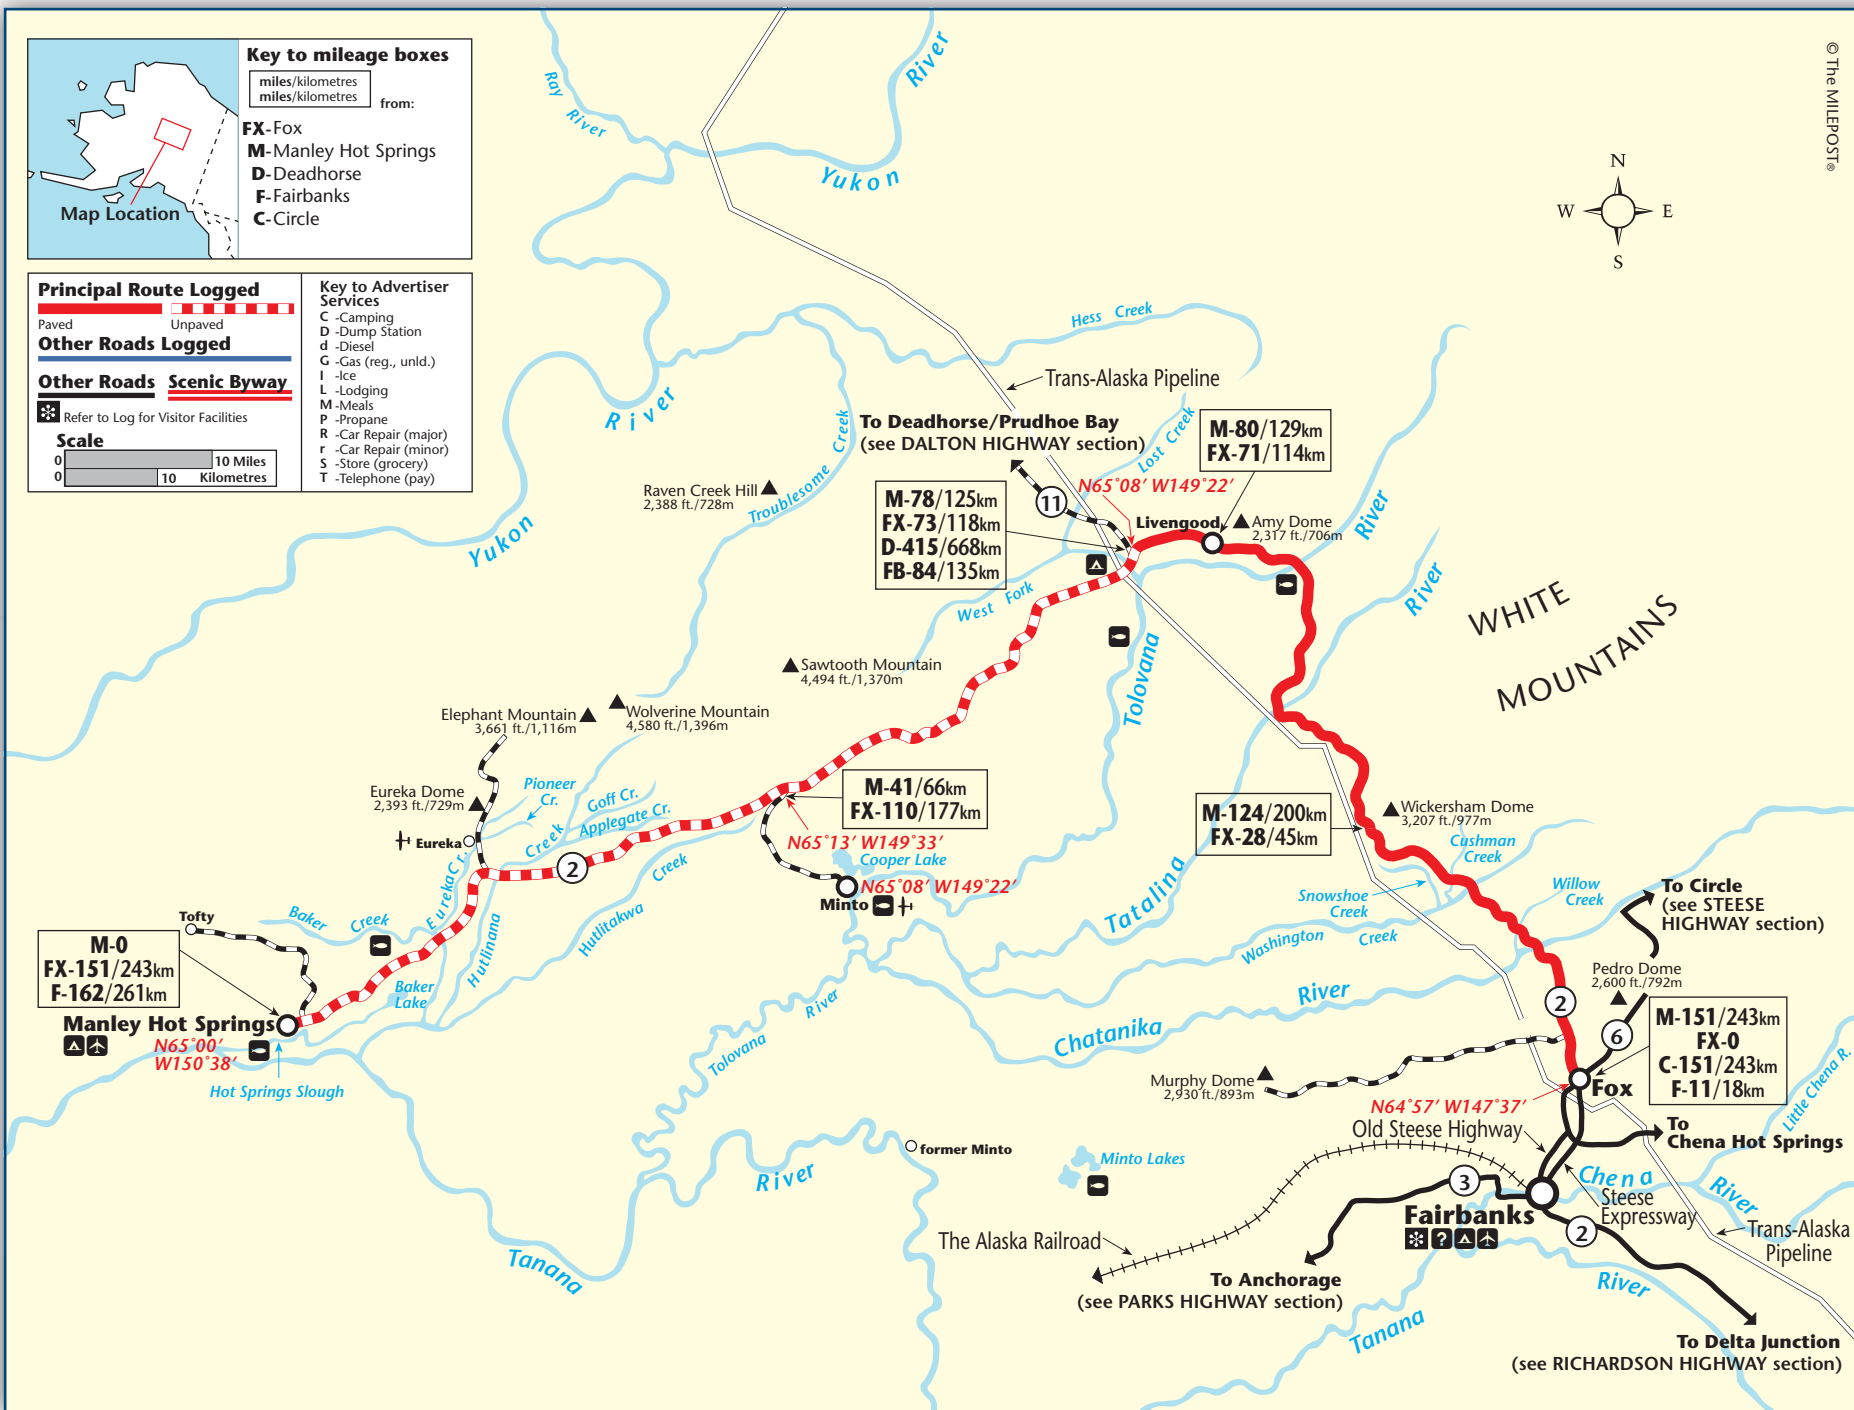 © The MILEPOST®
Key to mileage boxes
miles/kilometres
miles/kilometres
from:
FX-Fox
M-Manley Hot Springs
D-Deadhorse
F-Fairbanks
C-Circle
Map Location
Principal Route Logged
Paved
Unpaved
Other Roads Logged
Other Roads
Scenic Byway
Refer to Log for Visitor Facilities
Scale
0
10 Miles
0
10
Kilometres
Key to Advertiser
Services
C -Camping
D -Dump Station
d -Diesel
G -Gas (reg., unld.)
I -Ice
L -Lodging
M -Meals
P -Propane
R -Car Repair (major)
r -Car Repair (minor)
S -Store (grocery)
T -Telephone (pay)
N
W
E
S
Ray
River
River
Yukon
Hess Creek
Trans-Alaska Pipeline
River
Yukon
To Deadhorse/Prudhoe Bay
(see DALTON HIGHWAY section)
Lost Creek
M-80/129km
FX-71/114km
Troublesome Creek
Raven Creek Hill
2,388 ft./728m
N65°08' W149°22'
11
M-78/125km
FX-73/118km
D-415/668km
FB-84/135km
Livengood
Amy Dome
2,317 ft./706m
River
River
West Fork
WHITE
MOUNTAINS
Tolovana
Sawtooth Mountain
4,494 ft./1,370m
Elephant Mountain
3,661 ft./1,116m
Wolverine Mountain
4,580 ft./1,396m
Eureka Dome
2,393 ft./729m
Pioneer
Cr.
Goff Cr.
Applegate Cr.
Creek
Eureka
M-41/66km
FX-110/177km
N65°13' W149°33'
M-124/200km
FX-28/45km
Wickersham Dome
3,207 ft./977m
Cushman
Creek
2
Creek
Hutlitakwa
Cooper Lake
N65°08' W149°22'
Minto
Tatalina
Snowshoe
Creek
Willow
Creek
To Circle
(see STEESE
HIGHWAY section)
Washington
Creek
Tofty
Baker
Creek
Eureka Cr.
Hutlinana
M-0
FX-151/243km
F-162/261km
Baker
Lake
Manley Hot Springs
N65°00'
W150°38'
Hot Springs Slough
River
Tolovana
Chatanika
River
Pedro Dome
2,600 ft./792m
2
6
M-151/243km
FX-0
C-151/243km
F-11/18km
Murphy Dome
2,930 ft./893m
Fox
N64°57' W147°37'
Little Chena R.
Old Steese Highway
To
Chena Hot Springs
former Minto
Minto Lakes
River
Tanana
3
Chena
River
Steese
Expressway
Fairbanks
?
2
Trans-Alaska
Pipeline
The Alaska Railroad
To Anchorage
(see PARKS HIGHWAY section)
River
Tanana
To Delta Junction
(see RICHARDSON HIGHWAY section)